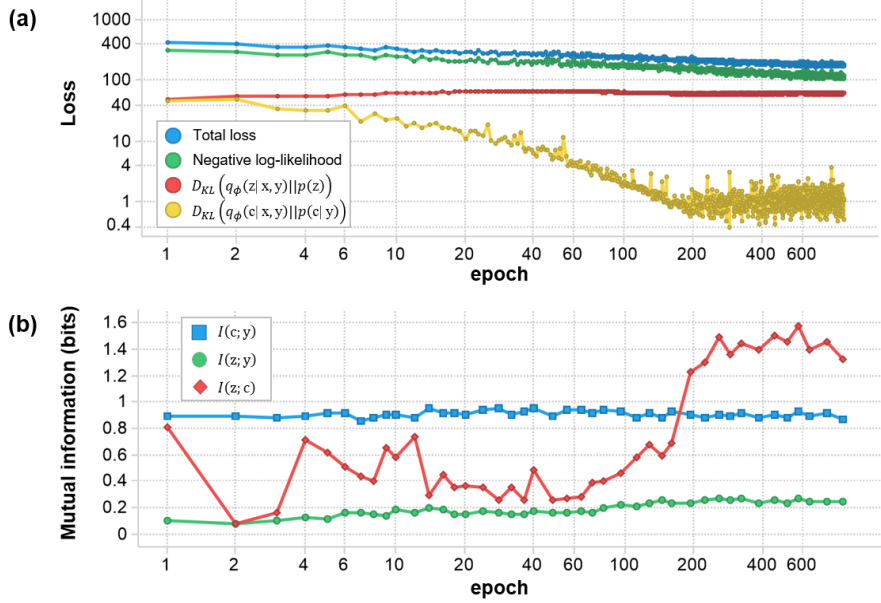 (a)
Loss
1000
400
100
40
10
4
1
0.4
Total loss
Negative log-likelihood
D_KL(q_ϕ(z| x, y)||p(z))
D_KL(q_ϕ(c| x, y)||p(c| y))
1 2 4 6 10 20 40 60 100 200 400 600
epoch
(b)
Mutual information (bits)
1.6
1.4
1.2
1
0.8
0.6
0.4
0.2
0
I(c; y)
I(z; y)
I(z; c)
1 2 4 6 10 20 40 60 100 200 400 600
epoch